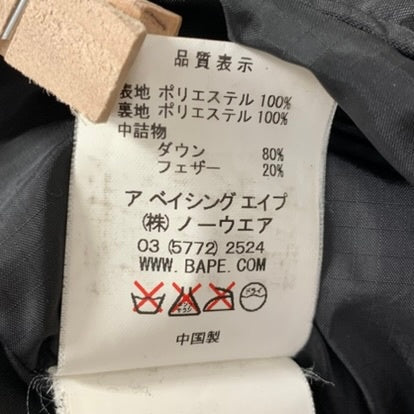 品質表示
表地 ポリエステル 100%
裏地 ポリエステル 100%
中詰物
ダウン 80%
フェザー 20%
ア ベイシング エイプ
(株) ノーウエア
03 (5772) 2524
WWW. BAPE. COM
ドライ
中国製